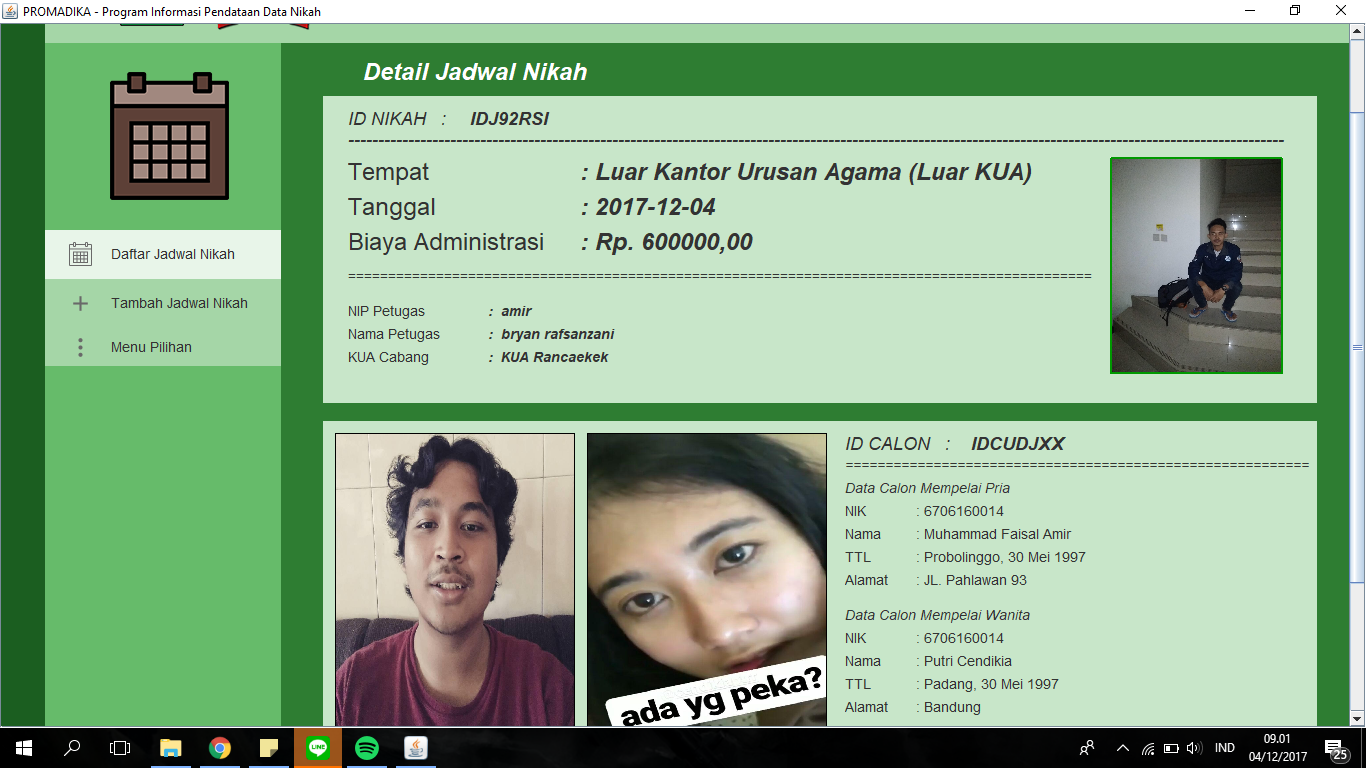 PROMADIKA - Program Informasi Pendataan Data Nikah
Detail Jadwal Nikah
ID NIKAH : IDJ92RSI
Tempat : Luar Kantor Urusan Agama (Luar KUA)
Tanggal : 2017-12-04
Biaya Administrasi : Rp. 600000,00
NIP Petugas : amir
Nama Petugas : bryan rafsanzani
KUA Cabang : KUA Rancaekek
Daftar Jadwal Nikah
Tambah Jadwal Nikah
Menu Pilihan
ada yg peka?
ID CALON : IDCUDJXX
Data Calon Mempelai Pria
NIK : 6706160014
Nama : Muhammad Faisal Amir
TTL : Probolinggo, 30 Mei 1997
Alamat : JL. Pahlawan 93
Data Calon Mempelai Wanita
NIK : 6706160014
Nama : Putri Cendikia
TTL : Padang, 30 Mei 1997
Alamat : Bandung
LINE
IND
09.01
04/12/2017
25